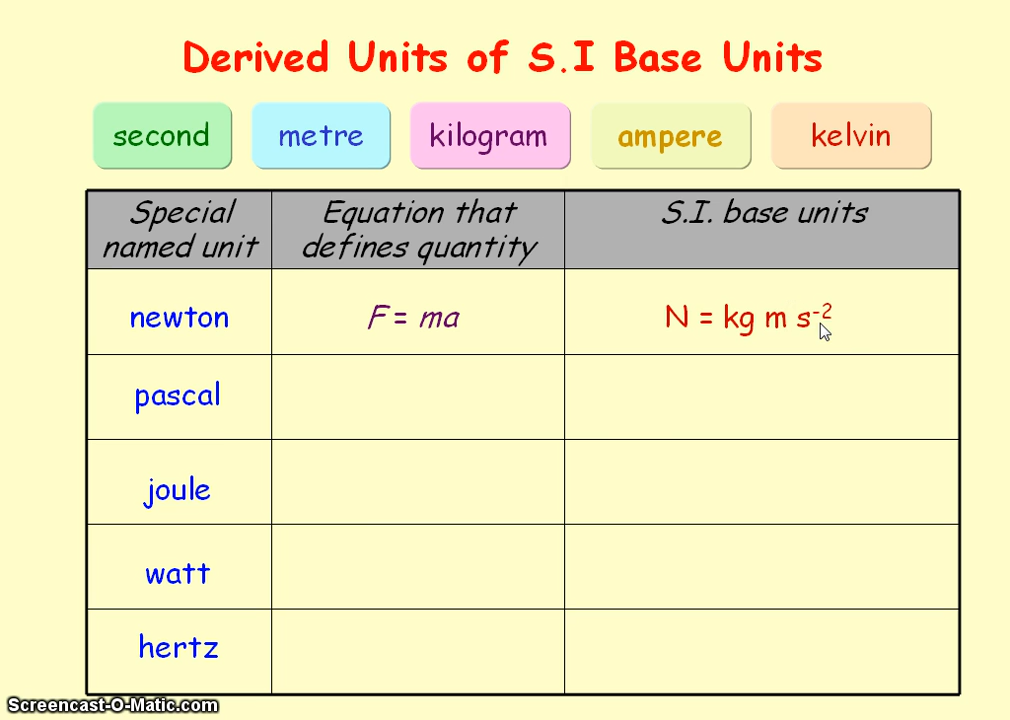 Derived Units of S.I Base Units
second metre kilogram ampere kelvin
Special named unit Equation that defines quantity S.I. base units
newton F = ma N = kg m s⁻²
pascal
joule
watt
hertz
Screencast-O-Matic.com